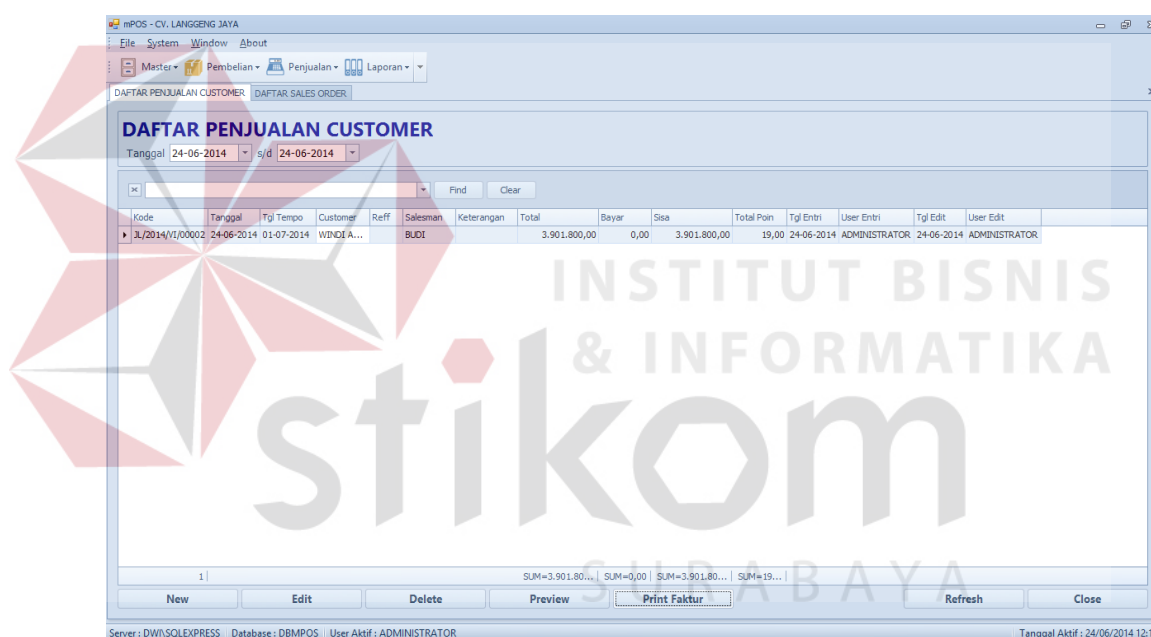 mPOS - CV. LANGGENG JAYA
File System Window About
Master Pembelian Penjualan Laporan
DAFTAR PENJUALAN CUSTOMER DAFTAR SALES ORDER
DAFTAR PENJUALAN CUSTOMER
Tanggal 24-06-2014 s/d 24-06-2014
Find Clear
Kode Tanggal Tgl Tempo Customer Reff Salesman Keterangan Total Bayar Sisa Total Poin Tgl Entri User Entri Tgl Edit User Edit
JL/2014/VI/00002 24-06-2014 01-07-2014 WINDI A... BUDI 3.901.800,00 0,00 3.901.800,00 19,00 24-06-2014 ADMINISTRATOR 24-06-2014 ADMINISTRATOR
INSTITUT BISNIS
& INFORMATIKA
stikom
SURABAYA
1 SUM=3.901.80... SUM=0,00 SUM=3.901.80... SUM=19...
New Edit Delete Preview Print Faktur Refresh Close
Server : DWI\SQLEXPRESS Database : DBMPOS User Aktif : ADMINISTRATOR Tanggal Aktif : 24/06/2014 12:1